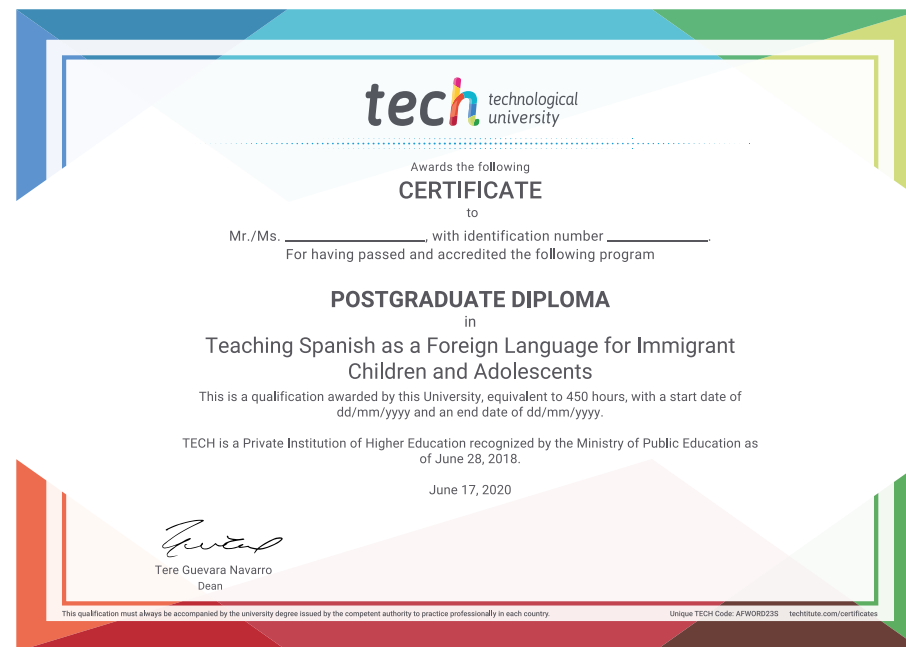 tech technological
university
Awards the following
CERTIFICATE
to
Mr./Ms. ____________________, with identification number ______________.
For having passed and accredited the following program
POSTGRADUATE DIPLOMA
in
Teaching Spanish as a Foreign Language for Immigrant
Children and Adolescents
This is a qualification awarded by this University, equivalent to 450 hours, with a start date of
dd/mm/yyyy and an end date of dd/mm/yyyy.
TECH is a Private Institution of Higher Education recognized by the Ministry of Public Education as
of June 28, 2018.
June 17, 2020
Tere Guevara Navarro
Dean
This qualification must always be accompanied by the university degree issued by the competent authority to practice professionally in each country. Unique TECH Code: AFWORD23S techtitute.com/certificates